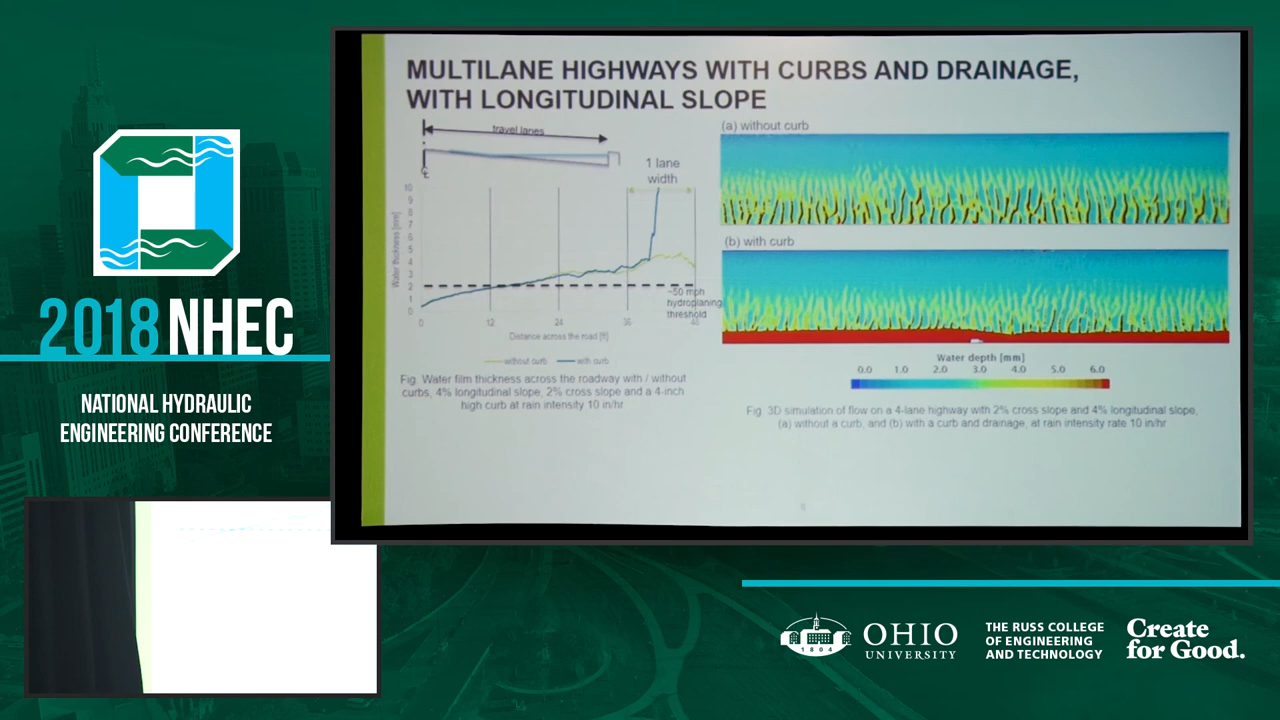 MULTILANE HIGHWAYS WITH CURBS AND DRAINAGE,
WITH LONGITUDINAL SLOPE
travel lanes
1 lane
width
10
9
8
7
6
5
4
3
2
1
0
Water thickness [mm]
~50 mph
hydroplaning
threshold
0 12 24 36 48
Distance across the road [ft]
without curb with curb
Fig. Water film thickness across the roadway with / without
curbs, 4% longitudinal slope, 2% cross slope and a 4-inch
high curb at rain intensity 10 in/hr
(a) without curb
(b) with curb
Water depth [mm]
0.0 1.0 2.0 3.0 4.0 5.0 6.0
Fig. 3D simulation of flow on a 4-lane highway with 2% cross slope and 4% longitudinal slope,
(a) without a curb, and (b) with a curb and drainage, at rain intensity rate 10 in/hr
2018 NHEC
NATIONAL HYDRAULIC
ENGINEERING CONFERENCE
1804
OHIO
UNIVERSITY
THE RUSS COLLEGE
OF ENGINEERING
AND TECHNOLOGY
Create
for Good.